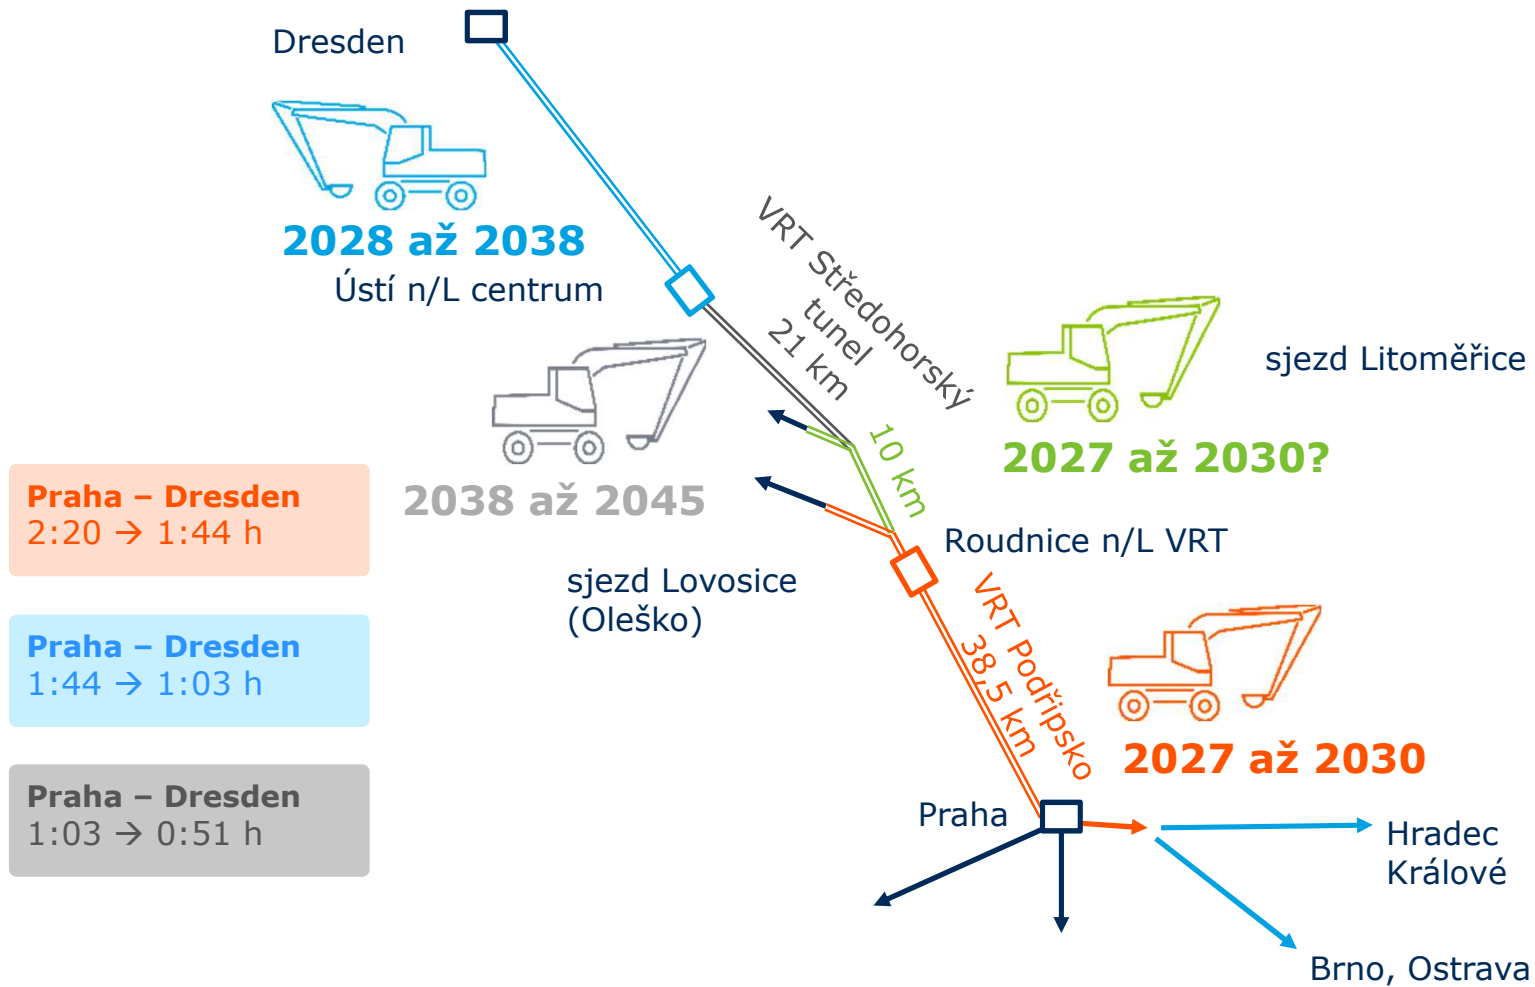 Dresden
2028 až 2038
Ústí n/L centrum
VRT Středohorský
tunel
21 km
sjezd Litoměřice
2027 až 2030?
10 km
2038 až 2045
Praha – Dresden
2:20 → 1:44 h
Roudnice n/L VRT
sjezd Lovosice
(Oleško)
VRT Podřipsko
38,5 km
Praha – Dresden
1:44 → 1:03 h
2027 až 2030
Praha – Dresden
1:03 → 0:51 h
Praha
Hradec
Králové
Brno, Ostrava